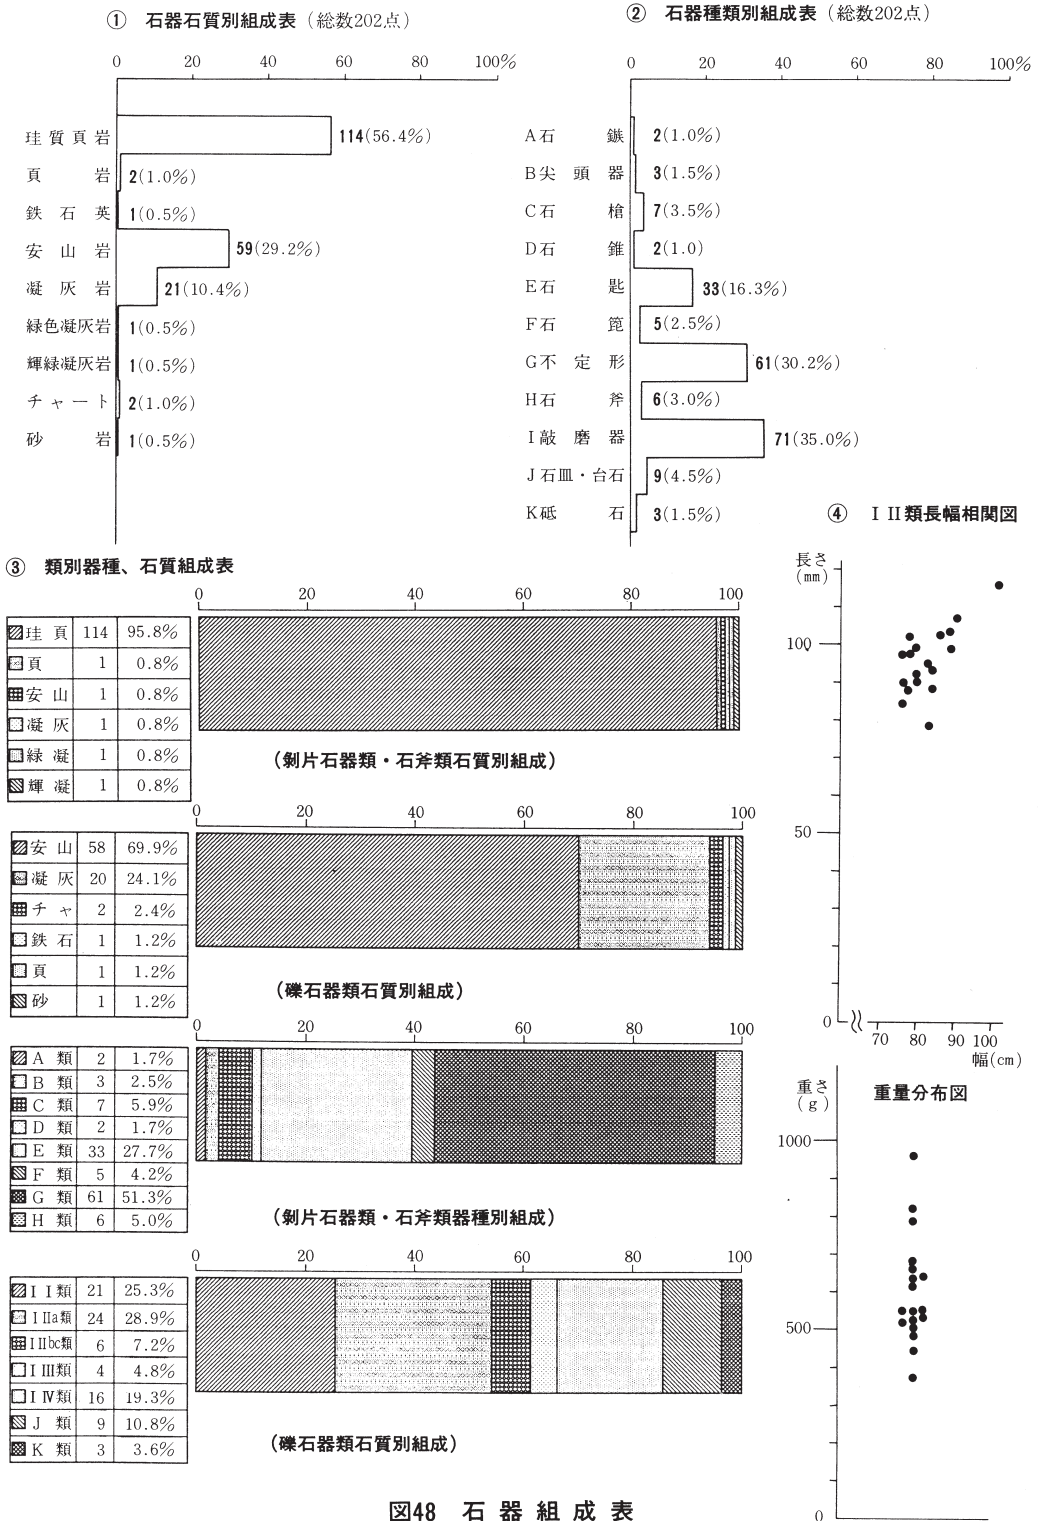 ① 石器石質別組成表（総数202点）
0 20 40 60 80 100%
珪質頁岩 114(56.4%)
頁岩 2(1.0%)
鉄石英 1(0.5%)
安山岩 59(29.2%)
凝灰岩 21(10.4%)
緑色凝灰岩 1(0.5%)
輝緑凝灰岩 1(0.5%)
チャート 2(1.0%)
砂岩 1(0.5%)
② 石器種類別組成表（総数202点）
0 20 40 60 80 100%
A石鏃 2(1.0%)
B尖頭器 3(1.5%)
C石槍 7(3.5%)
D石錐 2(1.0)
E石匙 33(16.3%)
F石箆 5(2.5%)
G不定形 61(30.2%)
H石斧 6(3.0%)
I敲磨器 71(35.0%)
J石皿・台石 9(4.5%)
K砥石 3(1.5%)
③ 類別器種、石質組成表
0 20 40 60 80 100
珪頁 114 95.8%
頁 1 0.8%
安山 1 0.8%
凝灰 1 0.8%
緑凝 1 0.8%
輝凝 1 0.8%
（剝片石器類・石斧類石質別組成）
0 20 40 60 80 100
安山 58 69.9%
凝灰 20 24.1%
チャ 2 2.4%
鉄石 1 1.2%
頁 1 1.2%
砂 1 1.2%
（礫石器類石質別組成）
0 20 40 60 80 100
A類 2 1.7%
B類 3 2.5%
C類 7 5.9%
D類 2 1.7%
E類 33 27.7%
F類 5 4.2%
G類 61 51.3%
H類 6 5.0%
（剝片石器類・石斧類器種別組成）
0 20 40 60 80 100
I I類 21 25.3%
I IIa類 24 28.9%
I IIbc類 6 7.2%
I III類 4 4.8%
I IV類 16 19.3%
J類 9 10.8%
K類 3 3.6%
（礫石器類石質別組成）
④ I II類長幅相関図
長さ
(mm)
100
50
0
70 80 90 100
幅(cm)
重さ
(g)
重量分布図
1000
500
0
図48 石器組成表